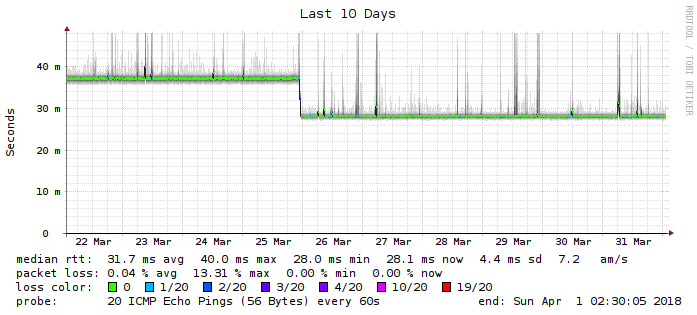 Last 10 Days
RRDTOOL / TOBI OETIKER
Seconds
40 m
30 m
20 m
10 m
0
22 Mar 23 Mar 24 Mar 25 Mar 26 Mar 27 Mar 28 Mar 29 Mar 30 Mar 31 Mar
median rtt: 31.7 ms avg 40.0 ms max 28.0 ms min 28.1 ms now 4.4 ms sd 7.2 am/s
packet loss: 0.04 % avg 13.31 % max 0.00 % min 0.00 % now
loss color: 0 1/20 2/20 3/20 4/20 10/20 19/20
probe: 20 ICMP Echo Pings (56 Bytes) every 60s end: Sun Apr 1 02:30:05 2018